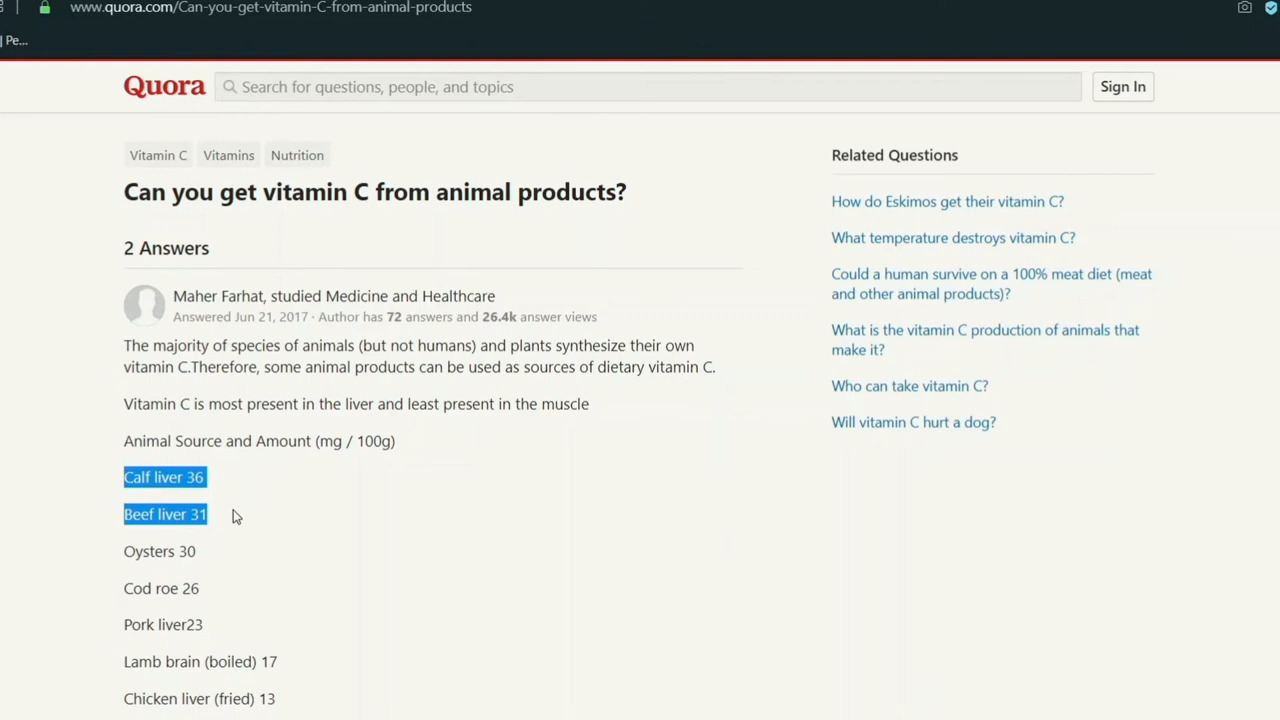 www.quora.com/Can-you-get-vitamin-C-from-animal-products
| Pe...
Quora
Search for questions, people, and topics
Sign In
Vitamin C
Vitamins
Nutrition
Can you get vitamin C from animal products?
2 Answers
Maher Farhat, studied Medicine and Healthcare
Answered Jun 21, 2017 · Author has 72 answers and 26.4k answer views
The majority of species of animals (but not humans) and plants synthesize their own
vitamin C.Therefore, some animal products can be used as sources of dietary vitamin C.
Vitamin C is most present in the liver and least present in the muscle
Animal Source and Amount (mg / 100g)
Calf liver 36
Beef liver 31
Oysters 30
Cod roe 26
Pork liver23
Lamb brain (boiled) 17
Chicken liver (fried) 13
Related Questions
How do Eskimos get their vitamin C?
What temperature destroys vitamin C?
Could a human survive on a 100% meat diet (meat
and other animal products)?
What is the vitamin C production of animals that
make it?
Who can take vitamin C?
Will vitamin C hurt a dog?